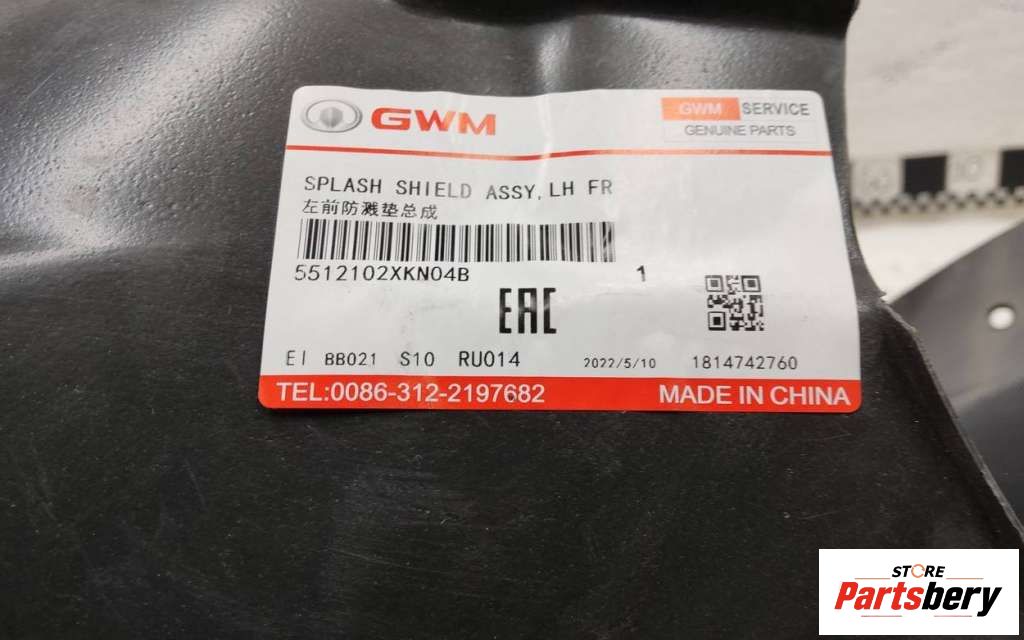 GWM
GWM SERVICE
GENUINE PARTS
SPLASH SHIELD ASSY,LH FR
左前防溅垫总成
5512102XKN04B 1
EAC
EI BB021 S10 RU014 2022/5/10 1814742760
TEL:0086-312-2197682 MADE IN CHINA
STORE
Partsbery